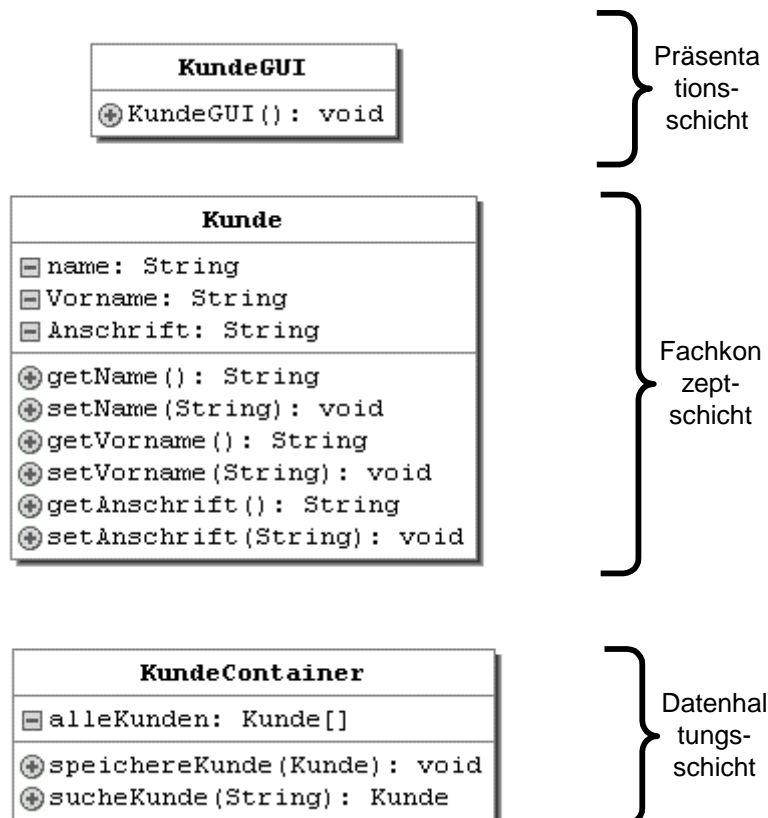 KundeGUI
KundeGUI(): void
Präsenta
tions-
schicht
Kunde
name: String
Vorname: String
Anschrift: String
getName(): String
setName(String): void
getVorname(): String
setVorname(String): void
getAnschrift(): String
setAnschrift(String): void
Fachkon
zept-
schicht
KundeContainer
alleKunden: Kunde[]
speichereKunde(Kunde): void
sucheKunde(String): Kunde
Datenhal
tungs-
schicht